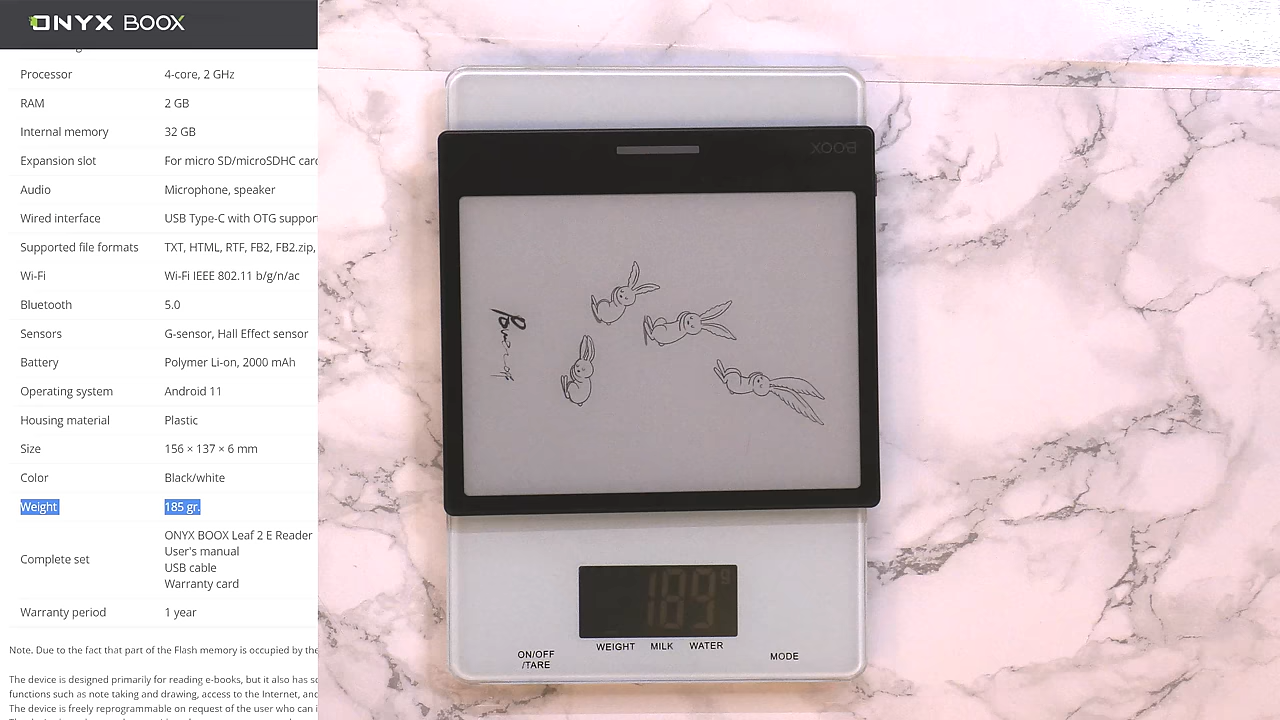 ONYX BOOX
Processor 4-core, 2 GHz
RAM 2 GB
Internal memory 32 GB
Expansion slot For micro SD/microSDHC car
Audio Microphone, speaker
Wired interface USB Type-C with OTG suppor
Supported file formats TXT, HTML, RTF, FB2, FB2.zip,
Wi-Fi Wi-Fi IEEE 802.11 b/g/n/ac
Bluetooth 5.0
Sensors G-sensor, Hall Effect sensor
Battery Polymer Li-on, 2000 mAh
Operating system Android 11
Housing material Plastic
Size 156 × 137 × 6 mm
Color Black/white
Weight 185 gr.
Complete set ONYX BOOX Leaf 2 E Reader
User's manual
USB cable
Warranty card
Warranty period 1 year
Note. Due to the fact that part of the Flash memory is occupied by the
The device is designed primarily for reading e-books, but it also has
functions such as note taking and drawing, access to the Internet, and
The device is freely reprogrammable on request of the user who can
BOOX
189 g
WEIGHT MILK WATER
ON/OFF
/TARE
MODE